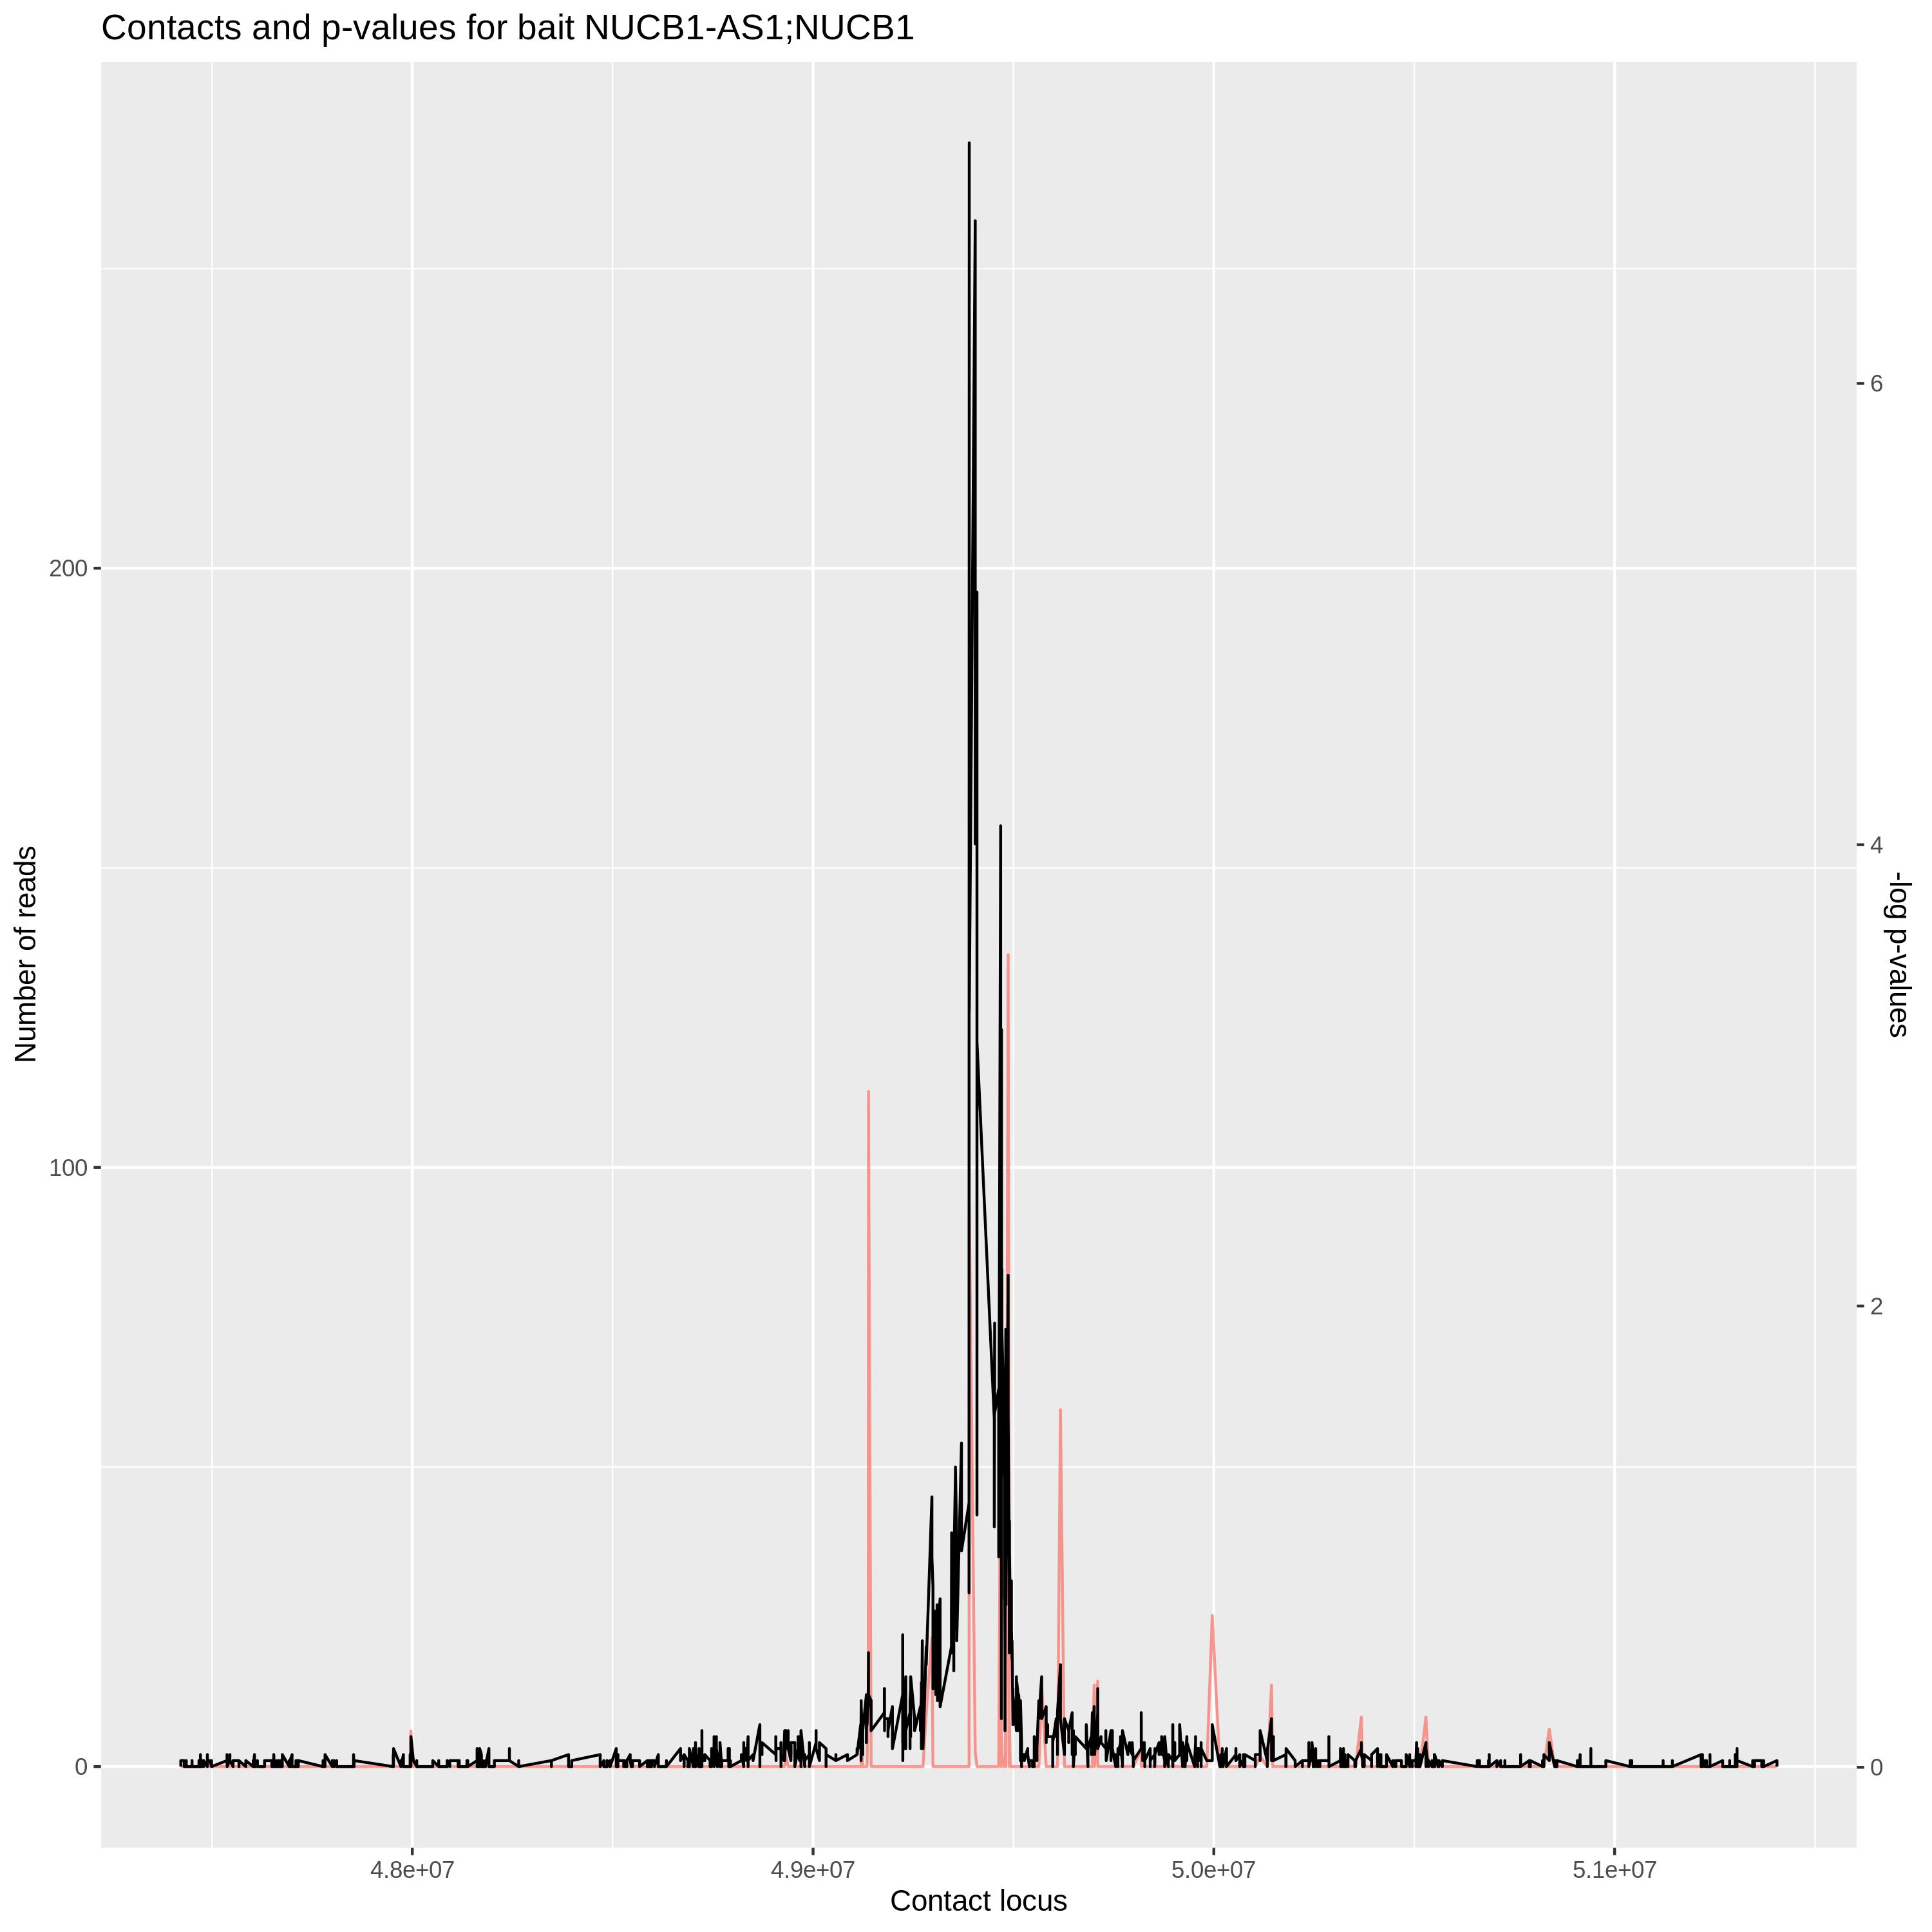 Contacts and p-values for bait NUCB1-AS1;NUCB1
Number of reads
200
100
0
6
4
2
0
-log p-values
4.8e+07
4.9e+07
5.0e+07
5.1e+07
Contact locus